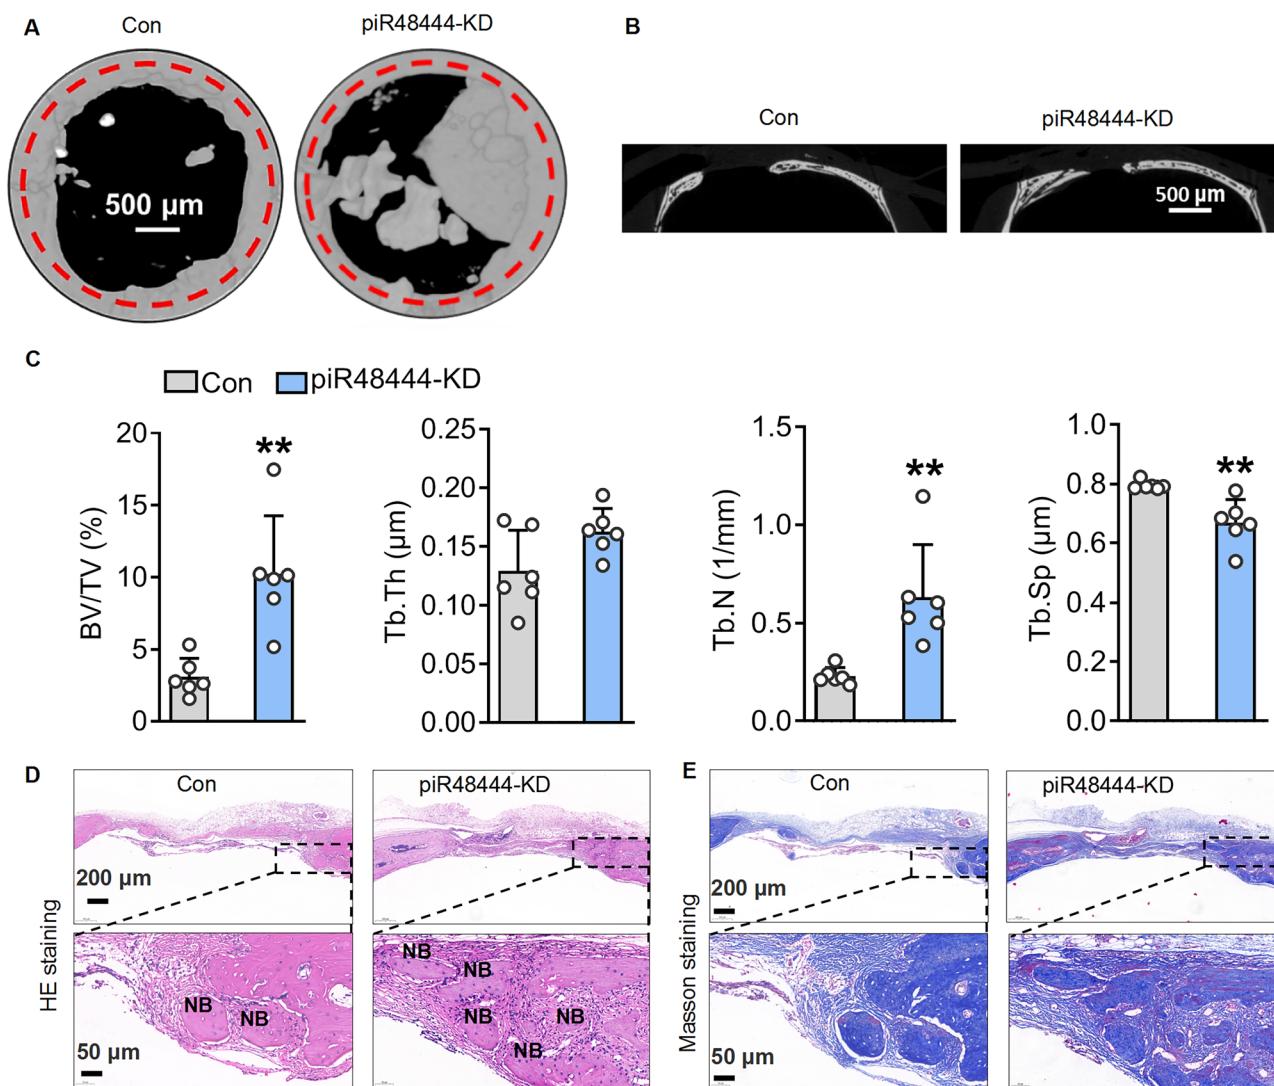 A
Con
piR48444-KD
500 μm
B
Con
piR48444-KD
500 μm
C
Con
piR48444-KD
BV/TV (%)
20
15
10
5
0
**
Tb.Th (μm)
0.25
0.20
0.15
0.10
0.05
0.00
Tb.N (1/mm)
1.5
1.0
0.5
0.0
**
Tb.Sp (μm)
1.0
0.8
0.6
0.4
0.2
0.0
**
D
HE staining
Con
piR48444-KD
200 μm
NB
NB
50 μm
NB
NB
NB
NB
NB
E
Masson staining
Con
piR48444-KD
200 μm
50 μm